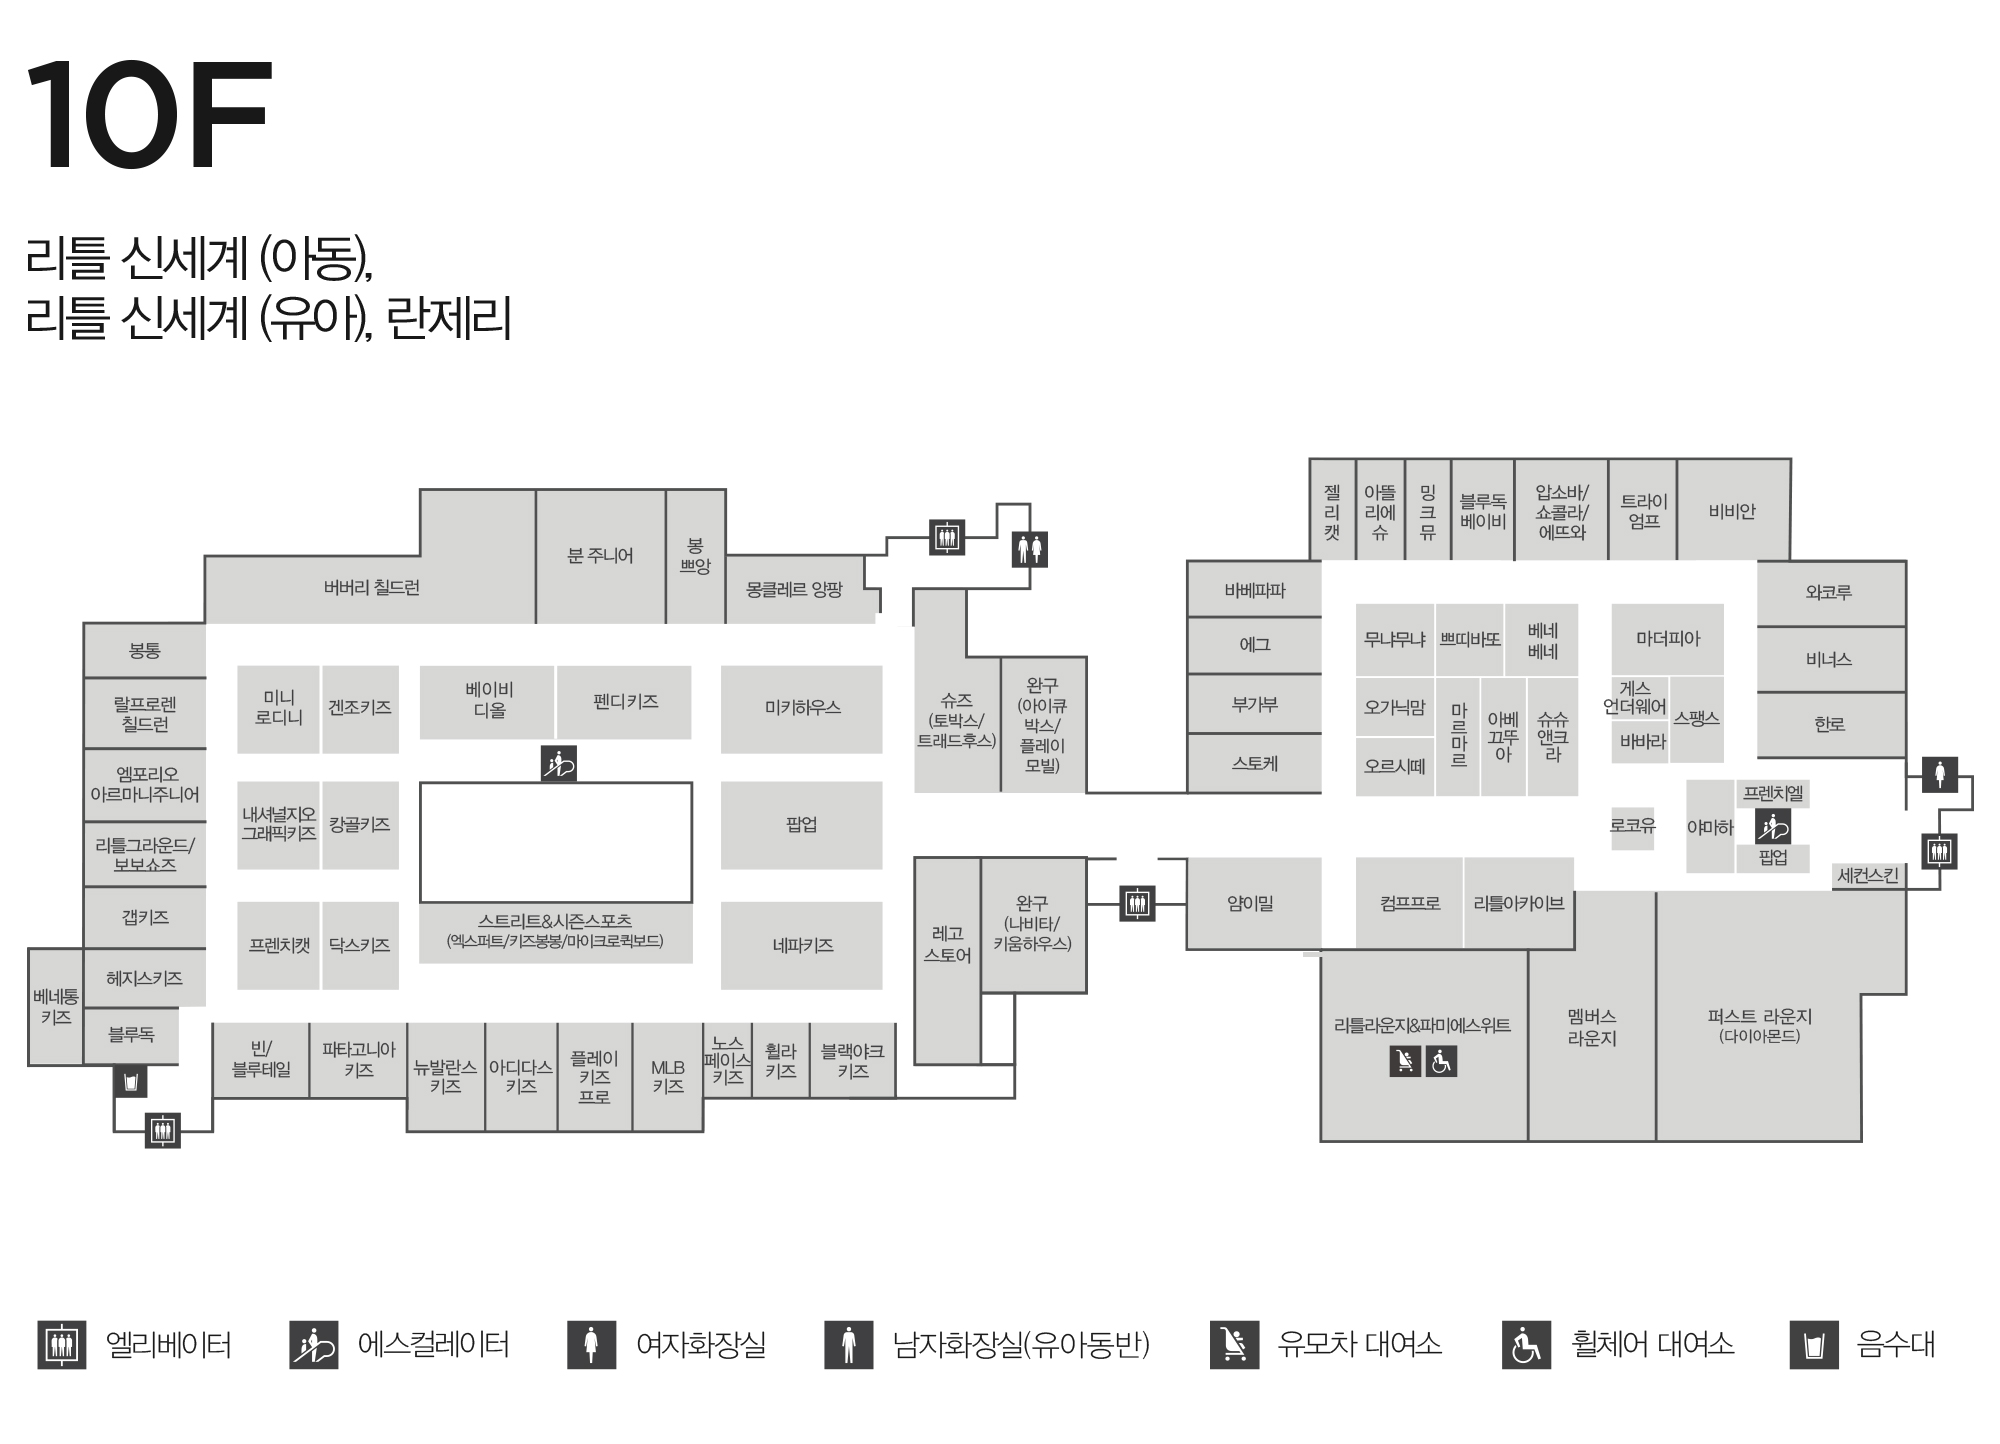 10F
리틀 신세계 (아동),
리틀 신세계 (유아), 란제리
버버리 칠드런
분 주니어
봉
쁘앙
몽클레르 앙팡
봉통
랄프로렌
칠드런
엠포리오
아르마니주니어
리틀그라운드/
보보쇼즈
갭키즈
헤지스키즈
베네통
키즈
블루독
미니
로디니
겐조키즈
베이비
디올
펜디키즈
미키하우스
내셔널지오
그래픽키즈
캉골키즈
팝업
프렌치캣
닥스키즈
스트리트&시즌스포츠
(엑스퍼트/키즈봉봉/마이크로퀵보드)
네파키즈
슈즈
(토박스/
트래드후스)
완구
(아이큐
박스/
플레이
모빌)
레고
스토어
완구
(나비타/
키움하우스)
빈/
블루테일
파타고니아
키즈
뉴발란스
키즈
아디다스
키즈
플레이
키즈
프로
MLB
키즈
노스
페이스
키즈
휠라
키즈
블랙야크
키즈
젤
리
캣
아뜰
리에
슈
밍
크
뮤
블루독
베이비
압소바/
쇼콜라/
에뜨와
트라이
엄프
비비안
바베파파
에그
부가부
스토케
무냐무냐
쁘띠바또
베네
베네
오가닉맘
오르시떼
마
르
마
르
아베
끄뚜
아
슈슈
앤크
라
마더피아
게스
언더웨어
바바라
스팽스
와코루
비너스
한로
로코유
야마하
프렌치엘
팝업
세컨스킨
얌이밀
컴프프로
리틀아카이브
리틀라운지&파미에스위트
멤버스
라운지
퍼스트 라운지
(다이아몬드)
엘리베이터
에스컬레이터
여자화장실
남자화장실(유아동반)
유모차 대여소
휠체어 대여소
음수대